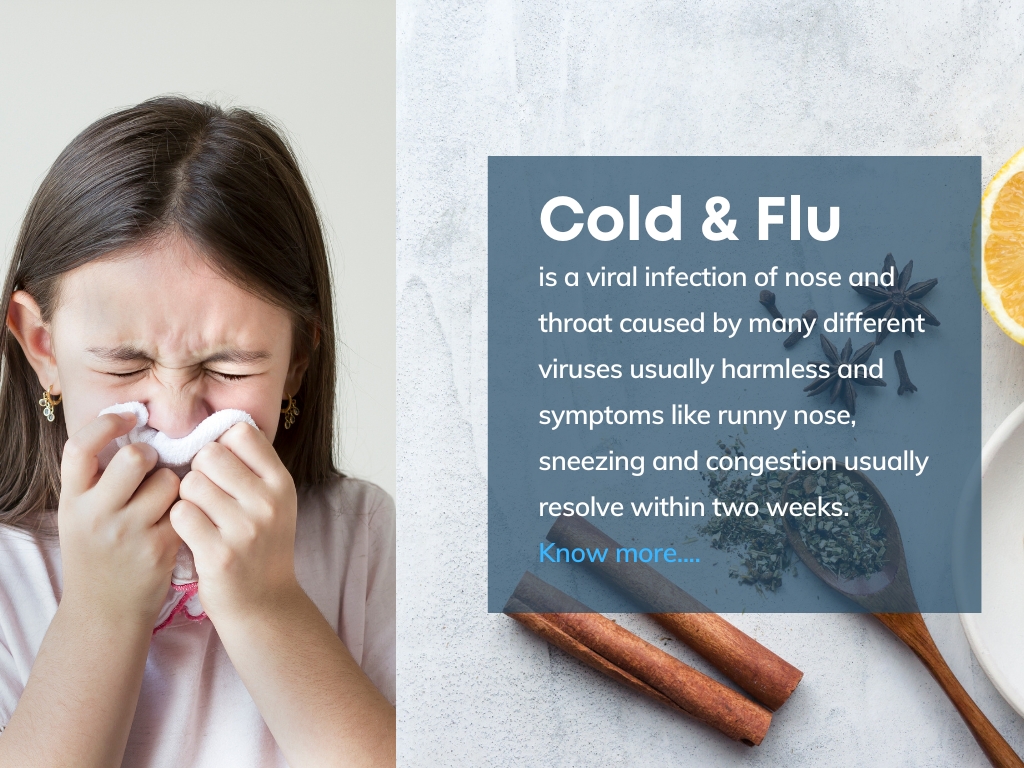 Cold & Flu
is a viral infection of nose and
throat caused by many different
viruses usually harmless and
symptoms like runny nose,
sneezing and congestion usually
resolve within two weeks.
Know more....